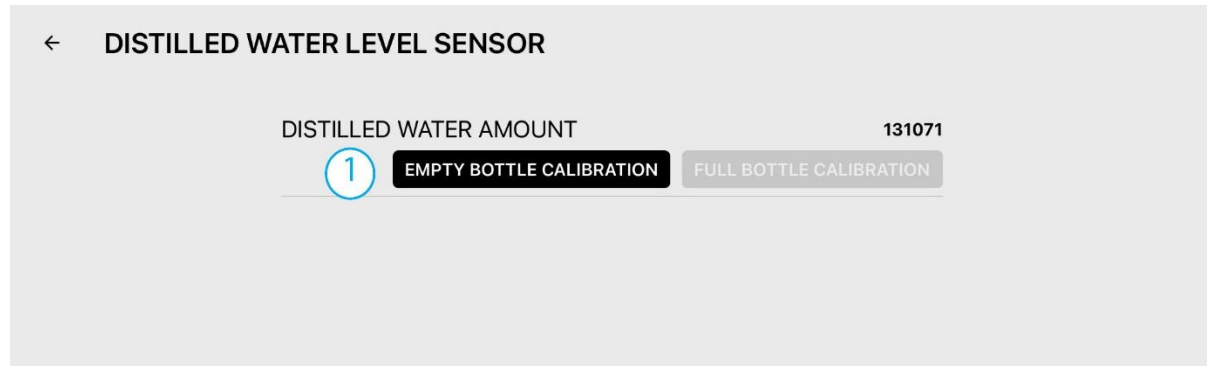 ← DISTILLED WATER LEVEL SENSOR
DISTILLED WATER AMOUNT 131071
1 EMPTY BOTTLE CALIBRATION FULL BOTTLE CALIBRATION